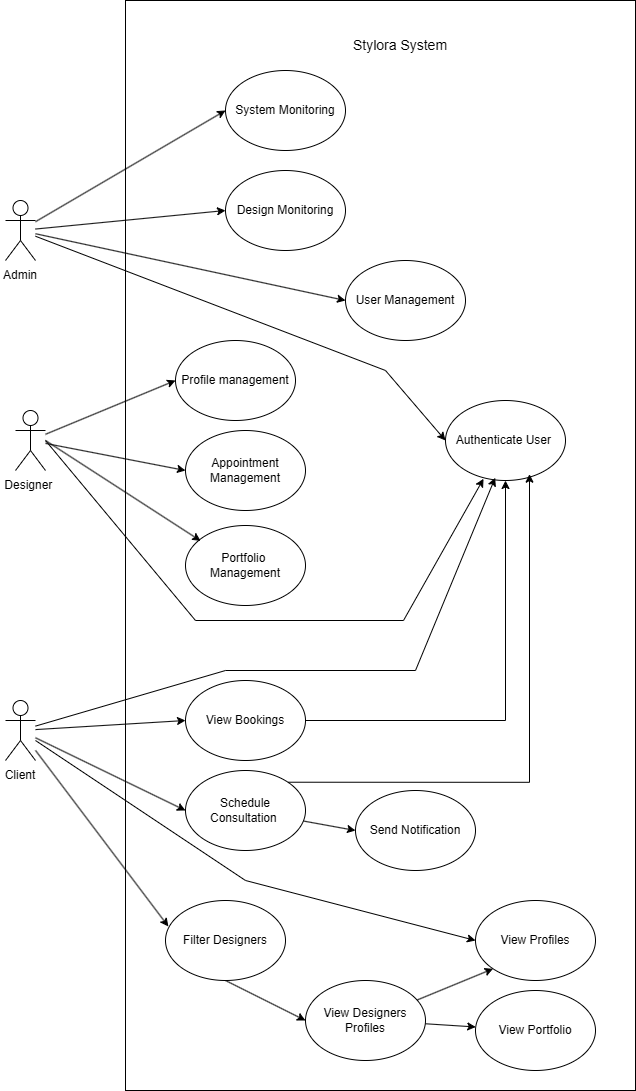 Stylora System
System Monitoring
Design Monitoring
Admin
User Management
Profile management
Authenticate User
Designer
Appointment
Management
Portfolio
Management
View Bookings
Client
Schedule
Consultation
Send Notification
Filter Designers
View Profiles
View Designers
Profiles
View Portfolio